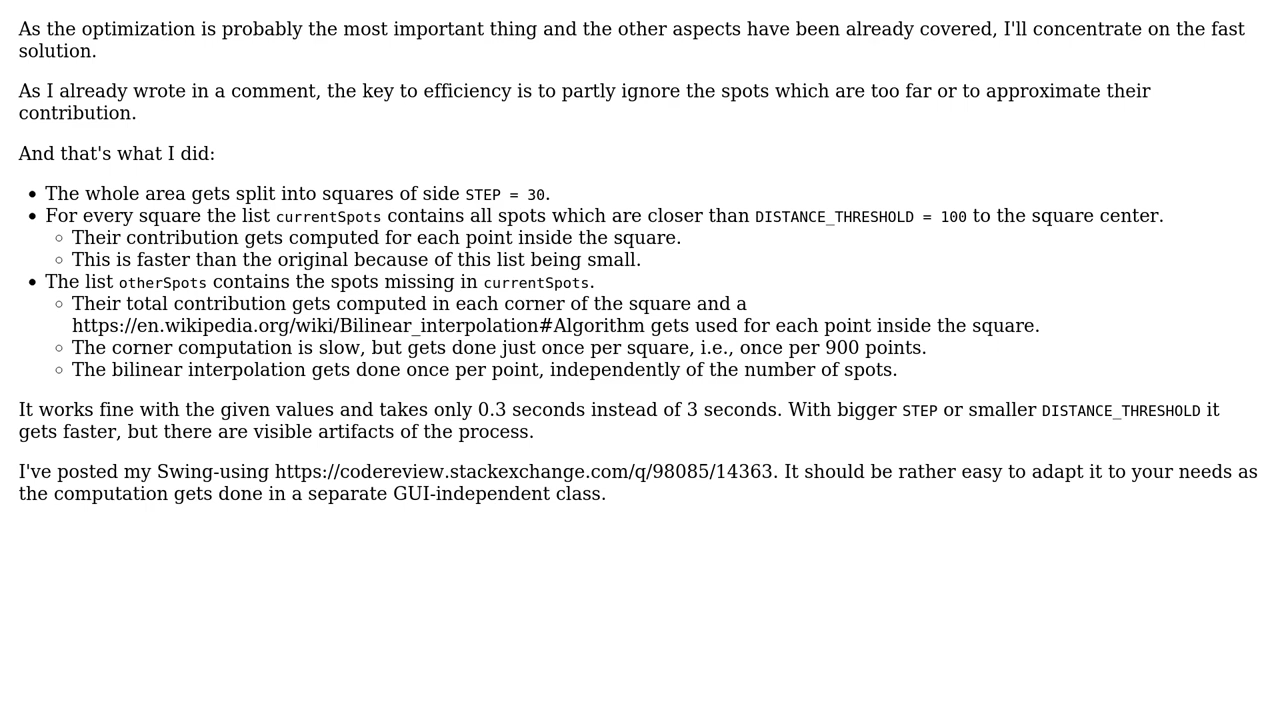 As the optimization is probably the most important thing and the other aspects have been already covered, I'll concentrate on the fast
solution.
As I already wrote in a comment, the key to efficiency is to partly ignore the spots which are too far or to approximate their
contribution.
And that's what I did:
• The whole area gets split into squares of side STEP = 30.
• For every square the list currentSpots contains all spots which are closer than DISTANCE_THRESHOLD = 100 to the square center.
◦ Their contribution gets computed for each point inside the square.
◦ This is faster than the original because of this list being small.
• The list otherSpots contains the spots missing in currentSpots.
◦ Their total contribution gets computed in each corner of the square and a
https://en.wikipedia.org/wiki/Bilinear_interpolation#Algorithm gets used for each point inside the square.
◦ The corner computation is slow, but gets done just once per square, i.e., once per 900 points.
◦ The bilinear interpolation gets done once per point, independently of the number of spots.
It works fine with the given values and takes only 0.3 seconds instead of 3 seconds. With bigger STEP or smaller DISTANCE_THRESHOLD it
gets faster, but there are visible artifacts of the process.
I've posted my Swing-using https://codereview.stackexchange.com/q/98085/14363. It should be rather easy to adapt it to your needs as
the computation gets done in a separate GUI-independent class.